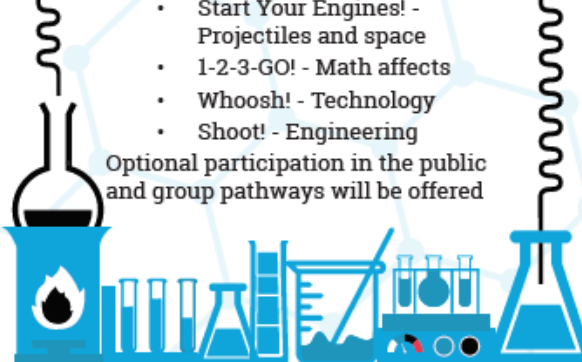 • Start Your Engines! -
Projectiles and space
• 1-2-3-GO! - Math affects
• Whoosh! - Technology
• Shoot! - Engineering
Optional participation in the public
and group pathways will be offered